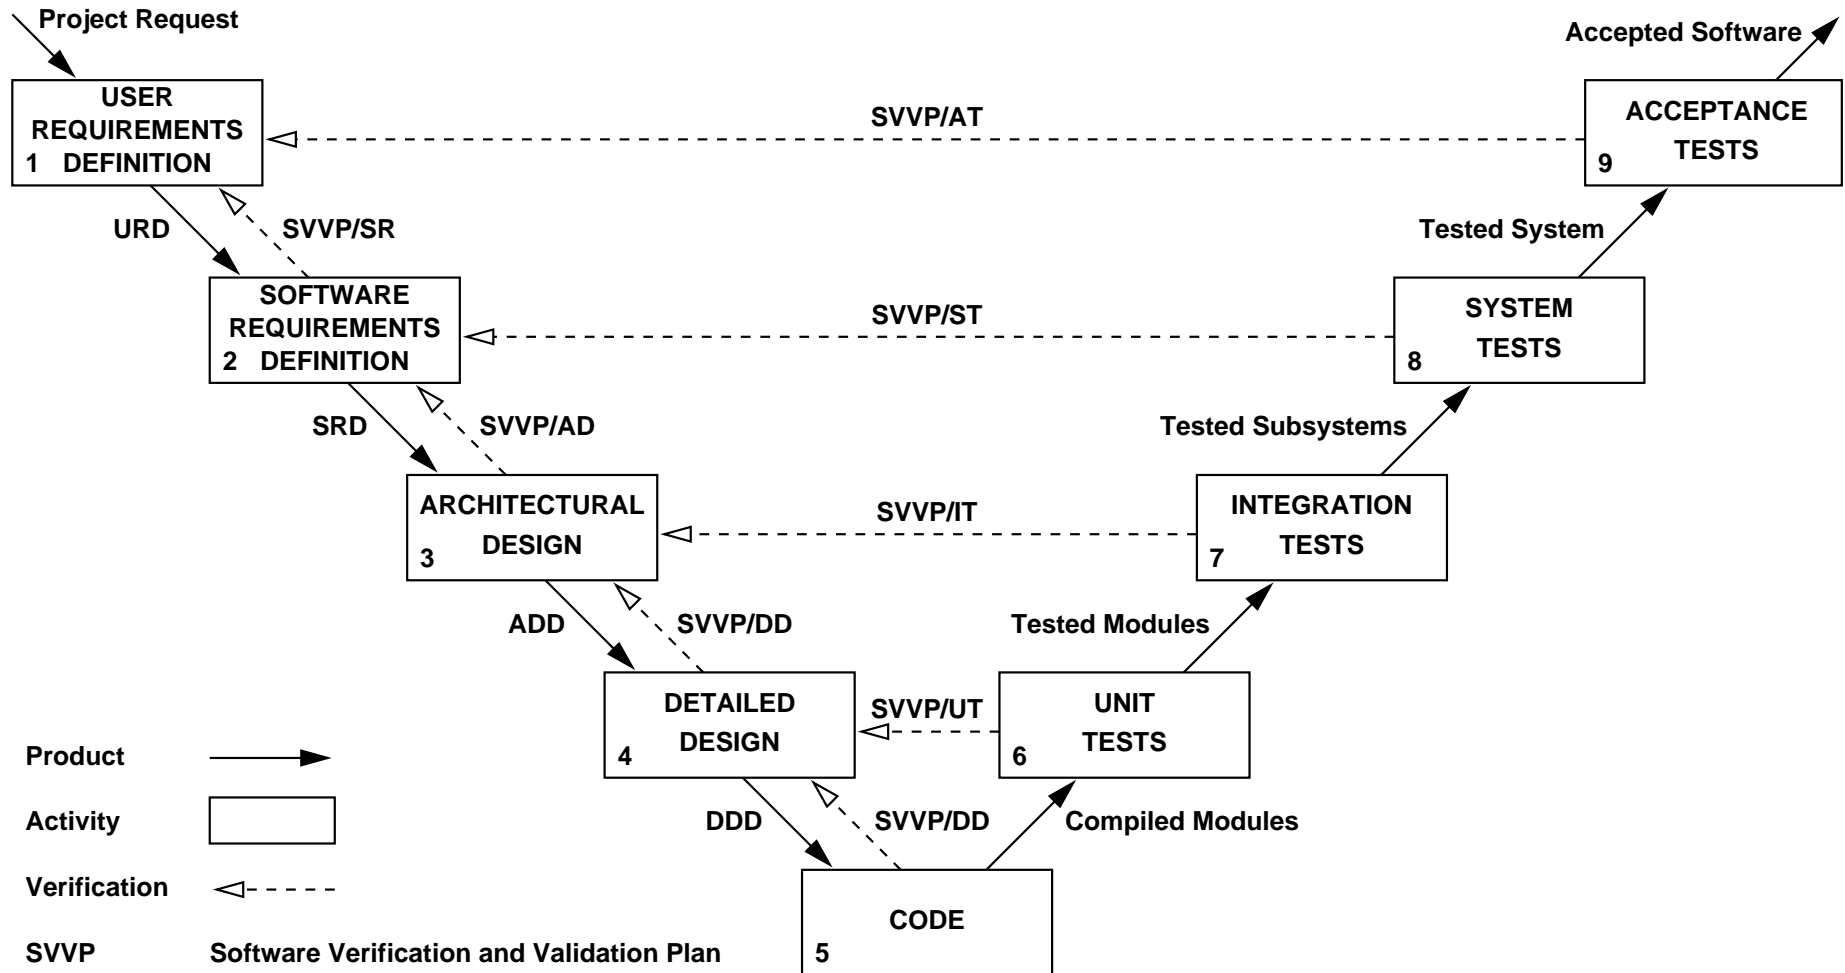 Project Request
Accepted Software
USER
REQUIREMENTS
1 DEFINITION
SVVP/AT
ACCEPTANCE
TESTS
9
URD
SVVP/SR
Tested System
SOFTWARE
REQUIREMENTS
2 DEFINITION
SVVP/ST
SYSTEM
TESTS
8
SRD
SVVP/AD
Tested Subsystems
ARCHITECTURAL
DESIGN
3
SVVP/IT
INTEGRATION
TESTS
7
ADD
SVVP/DD
Tested Modules
DETAILED
DESIGN
4
SVVP/UT
UNIT
TESTS
6
DDD
SVVP/DD
Compiled Modules
CODE
5
Product
Activity
Verification
SVVP Software Verification and Validation Plan